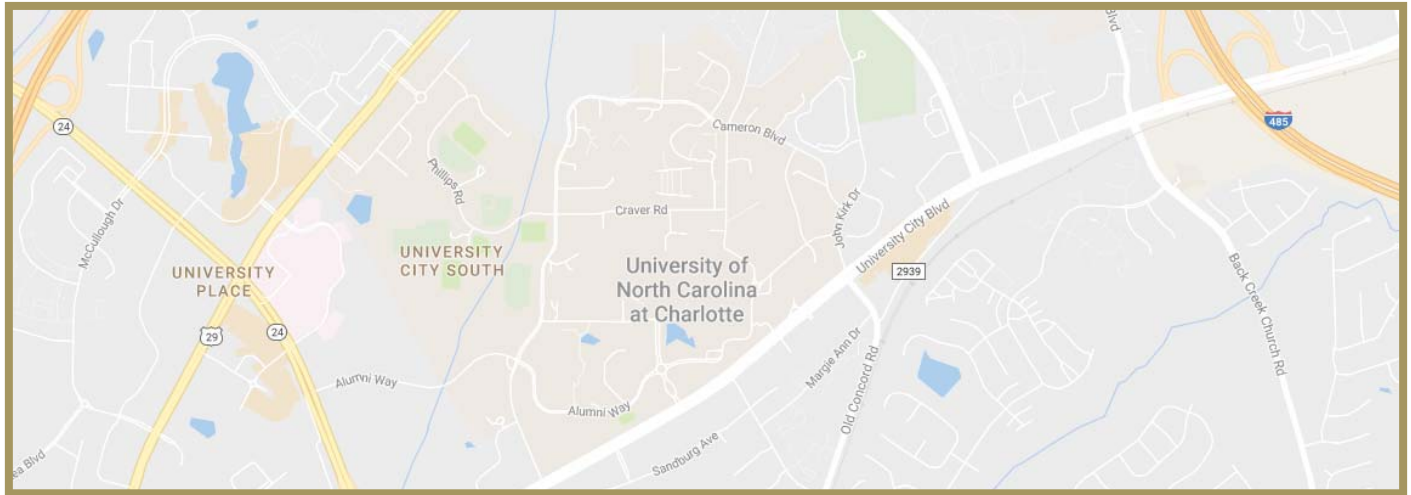 Blvd
24
485
Cameron Blvd
Phillips Rd
McCullough Dr
Craver Rd
John Kirk Dr
University City Blvd
UNIVERSITY
CITY SOUTH
UNIVERSITY
PLACE
University of
North Carolina
at Charlotte
2939
Back Creek Church Rd
29
24
Margie Ann Dr
Old Concord Rd
Alumni Way
Alumni Way
Sandburg Ave
ea Blvd